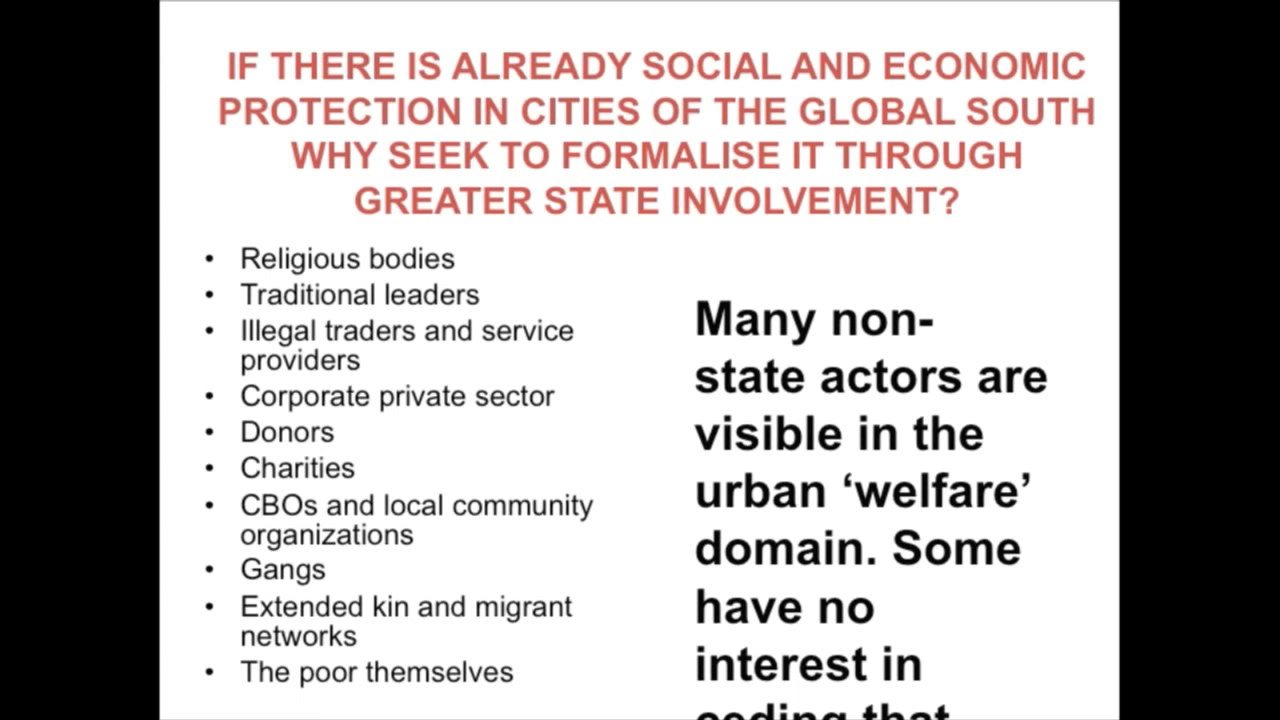 IF THERE IS ALREADY SOCIAL AND ECONOMIC
PROTECTION IN CITIES OF THE GLOBAL SOUTH
WHY SEEK TO FORMALISE IT THROUGH
GREATER STATE INVOLVEMENT?
• Religious bodies
• Traditional leaders
• Illegal traders and service
providers
• Corporate private sector
• Donors
• Charities
• CBOs and local community
organizations
• Gangs
• Extended kin and migrant
networks
• The poor themselves
Many non-
state actors are
visible in the
urban ‘welfare’
domain. Some
have no
interest in
ceding that